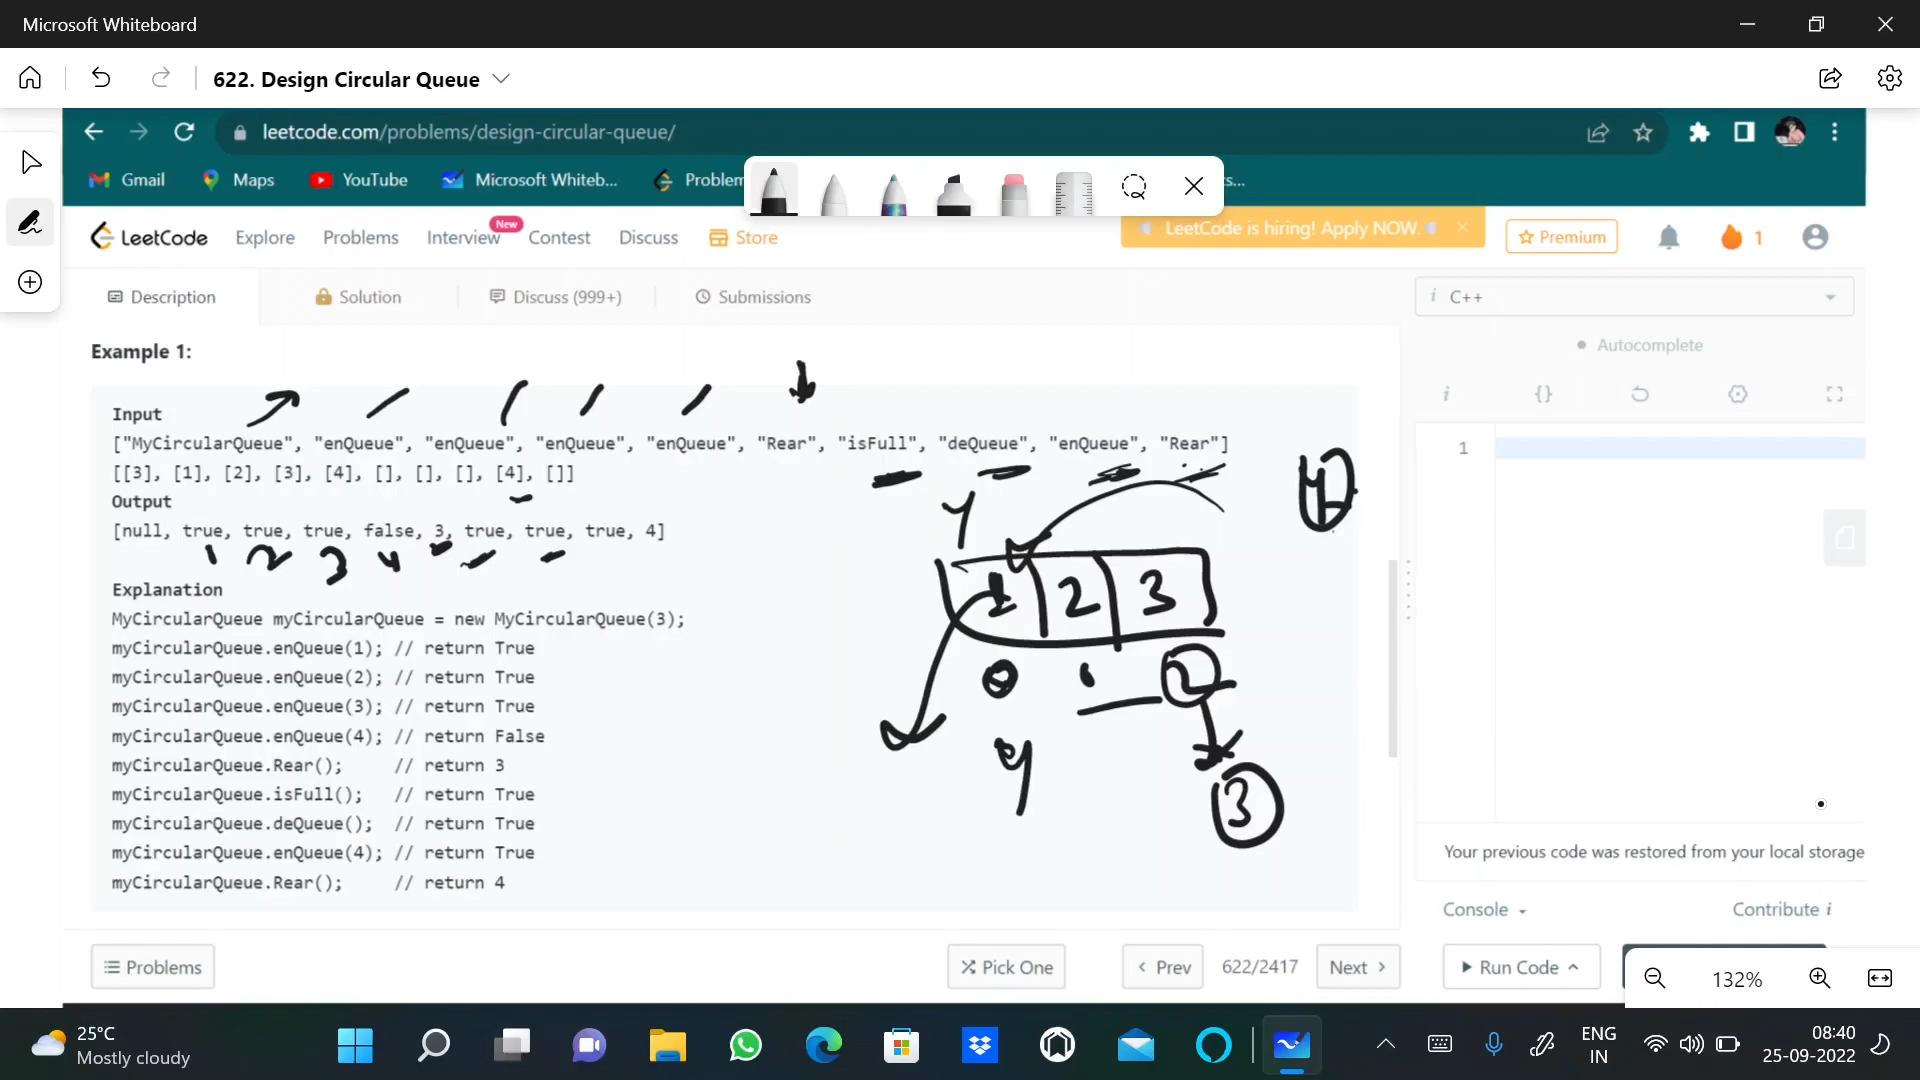 Microsoft Whiteboard
622. Design Circular Queue
leetcode.com/problems/design-circular-queue/
Gmail Maps YouTube Microsoft Whiteb... Problem s...
LeetCode Explore Problems Interview New Contest Discuss Store
LeetCode is hiring! Apply NOW. Premium 1
Description Solution Discuss (999+) Submissions
i C++
Autocomplete
i {}
1
Example 1:
Input
["MyCircularQueue", "enQueue", "enQueue", "enQueue", "enQueue", "Rear", "isFull", "deQueue", "enQueue", "Rear"]
[[3], [1], [2], [3], [4], [], [], [], [4], []]
Output
[null, true, true, true, false, 3, true, true, true, 4]
1 2 3 4
Explanation
MyCircularQueue myCircularQueue = new MyCircularQueue(3);
myCircularQueue.enQueue(1); // return True
myCircularQueue.enQueue(2); // return True
myCircularQueue.enQueue(3); // return True
myCircularQueue.enQueue(4); // return False
myCircularQueue.Rear(); // return 3
myCircularQueue.isFull(); // return True
myCircularQueue.deQueue(); // return True
myCircularQueue.enQueue(4); // return True
myCircularQueue.Rear(); // return 4
4
4
1 2 3
0 1 2
4
3
Your previous code was restored from your local storage
Console Contribute i
Problems Pick One Prev 622/2417 Next Run Code
132%
25°C
Mostly cloudy
ENG
IN
08:40
25-09-2022